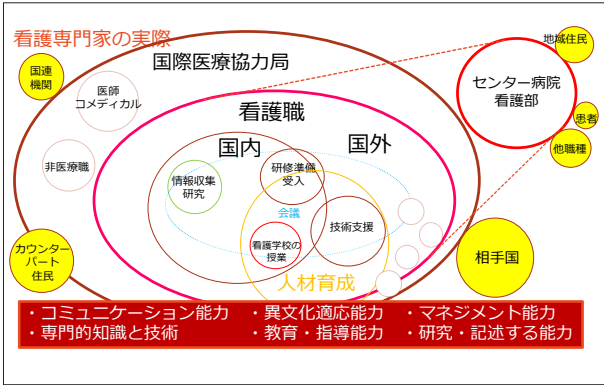 看護専門家の実際
国際医療協力局
国連
機関
医師
コメディカル
看護職
地域住民
センター病院
看護部
患者
他職種
国内
国外
非医療職
情報収集
研究
研修準備
受入
会議
技術支援
看護学校の
授業
カウンター
パート
住民
人材育成
相手国
・コミュニケーション能力
・異文化適応能力
・マネジメント能力
・専門的知識と技術
・教育・指導能力
・研究・記述する能力